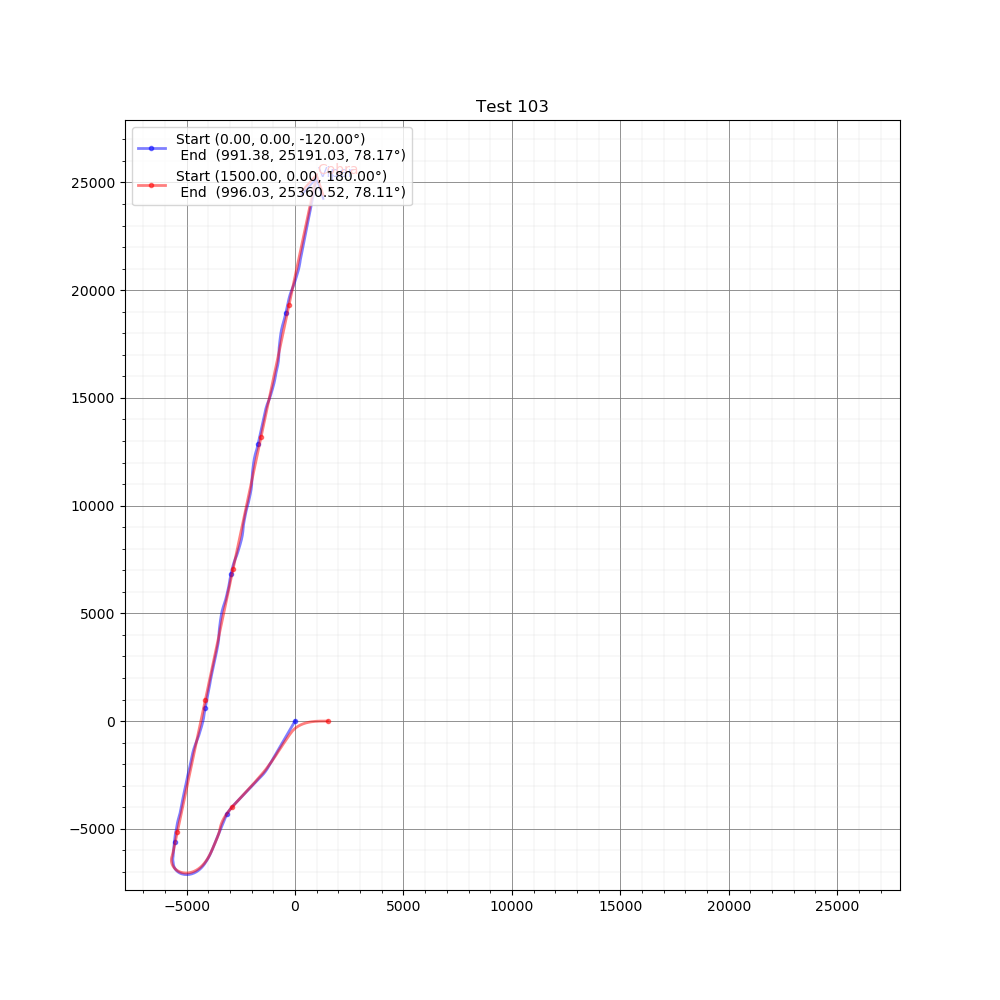 Test 103
Start (0.00, 0.00, -120.00°)
End (991.38, 25191.03, 78.17°)
Start (1500.00, 0.00, 180.00°)
End (996.03, 25360.52, 78.11°)
25000
20000
15000
10000
5000
0
−5000
−5000 0 5000 10000 15000 20000 25000